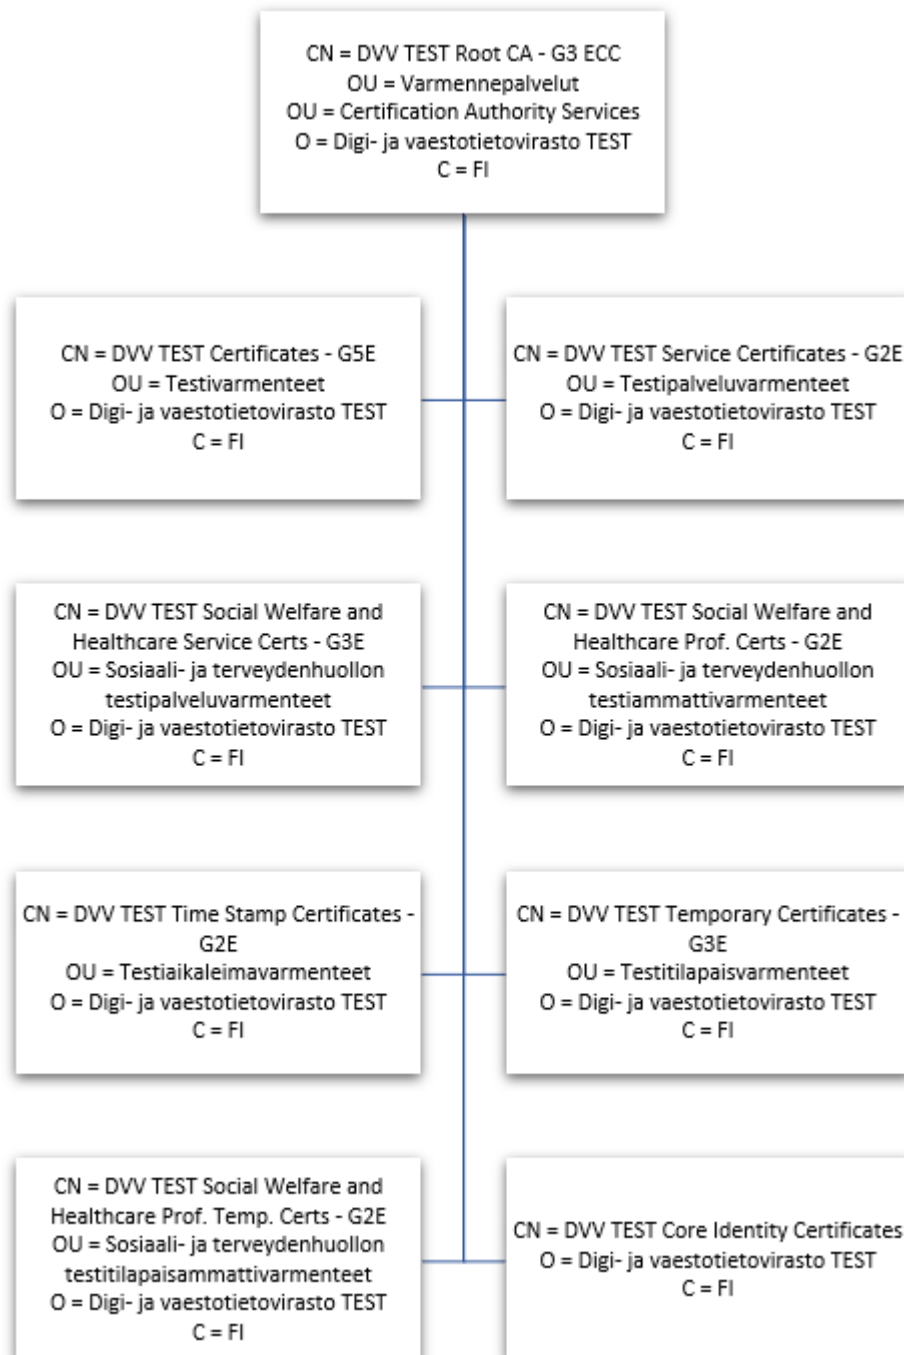 CN = DVV TEST Root CA - G3 ECC
OU = Varmennepalvelut
OU = Certification Authority Services
O = Digi- ja vaestotietovirasto TEST
C = FI
CN = DVV TEST Certificates - G5E
OU = Testivarmenteet
O = Digi- ja vaestotietovirasto TEST
C = FI
CN = DVV TEST Service Certificates - G2E
OU = Testipalveluvarmenteet
O = Digi- ja vaestotietovirasto TEST
C = FI
CN = DVV TEST Social Welfare and
Healthcare Service Certs - G3E
OU = Sosiaali- ja terveydenhuollon
testipalveluvarmenteet
O = Digi- ja vaestotietovirasto TEST
C = FI
CN = DVV TEST Social Welfare and
Healthcare Prof. Certs - G2E
OU = Sosiaali- ja terveydenhuollon
testiammattivarmenteet
O = Digi- ja vaestotietovirasto TEST
C = FI
CN = DVV TEST Time Stamp Certificates -
G2E
OU = Testiaikaleimavarmenteet
O = Digi- ja vaestotietovirasto TEST
C = FI
CN = DVV TEST Temporary Certificates -
G3E
OU = Testitilapaisvarmenteet
O = Digi- ja vaestotietovirasto TEST
C = FI
CN = DVV TEST Social Welfare and
Healthcare Prof. Temp. Certs - G2E
OU = Sosiaali- ja terveydenhuollon
testitilapaisammattivarmenteet
O = Digi- ja vaestotietovirasto TEST
C = FI
CN = DVV TEST Core Identity Certificates
O = Digi- ja vaestotietovirasto TEST
C = FI